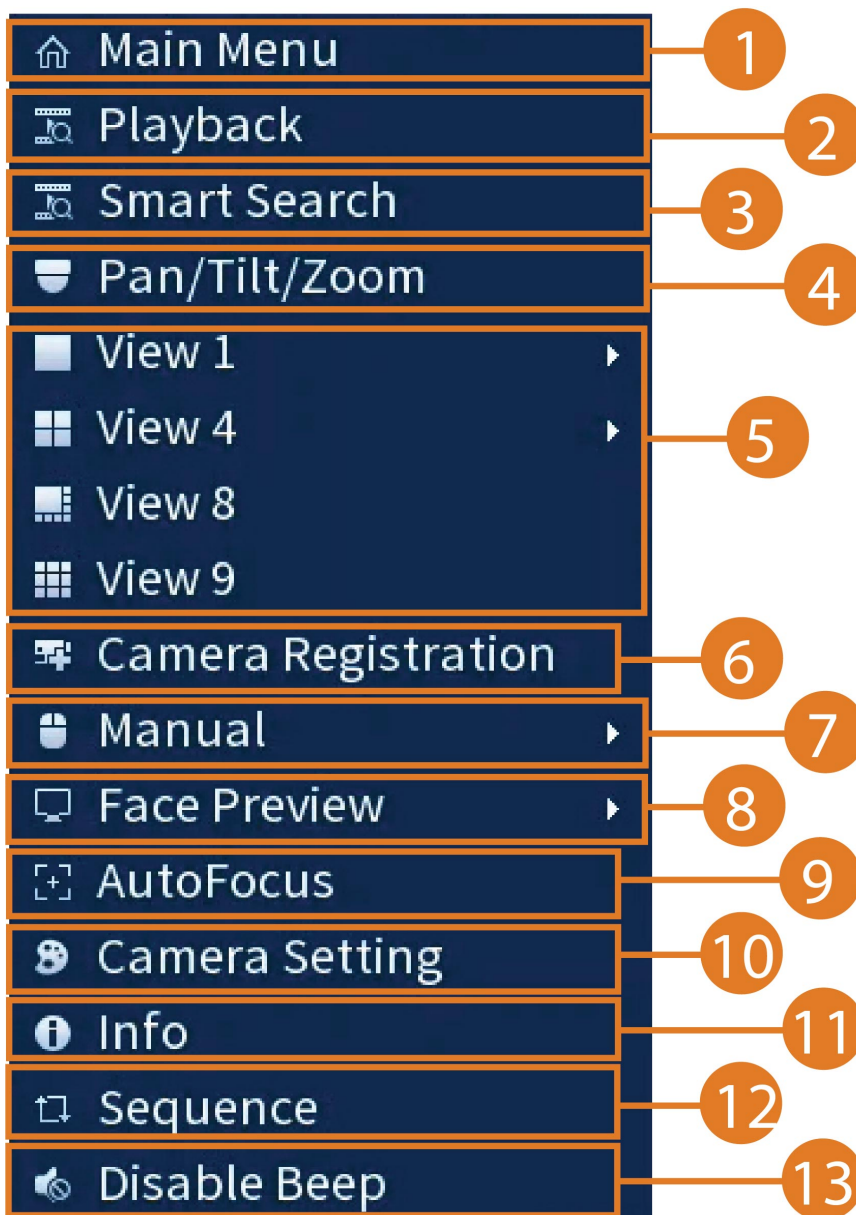 Main Menu 1
Playback 2
Smart Search 3
Pan/Tilt/Zoom 4
View 1
View 4 5
View 8
View 9
Camera Registration 6
Manual 7
Face Preview 8
AutoFocus 9
Camera Setting 10
Info 11
Sequence 12
Disable Beep 13